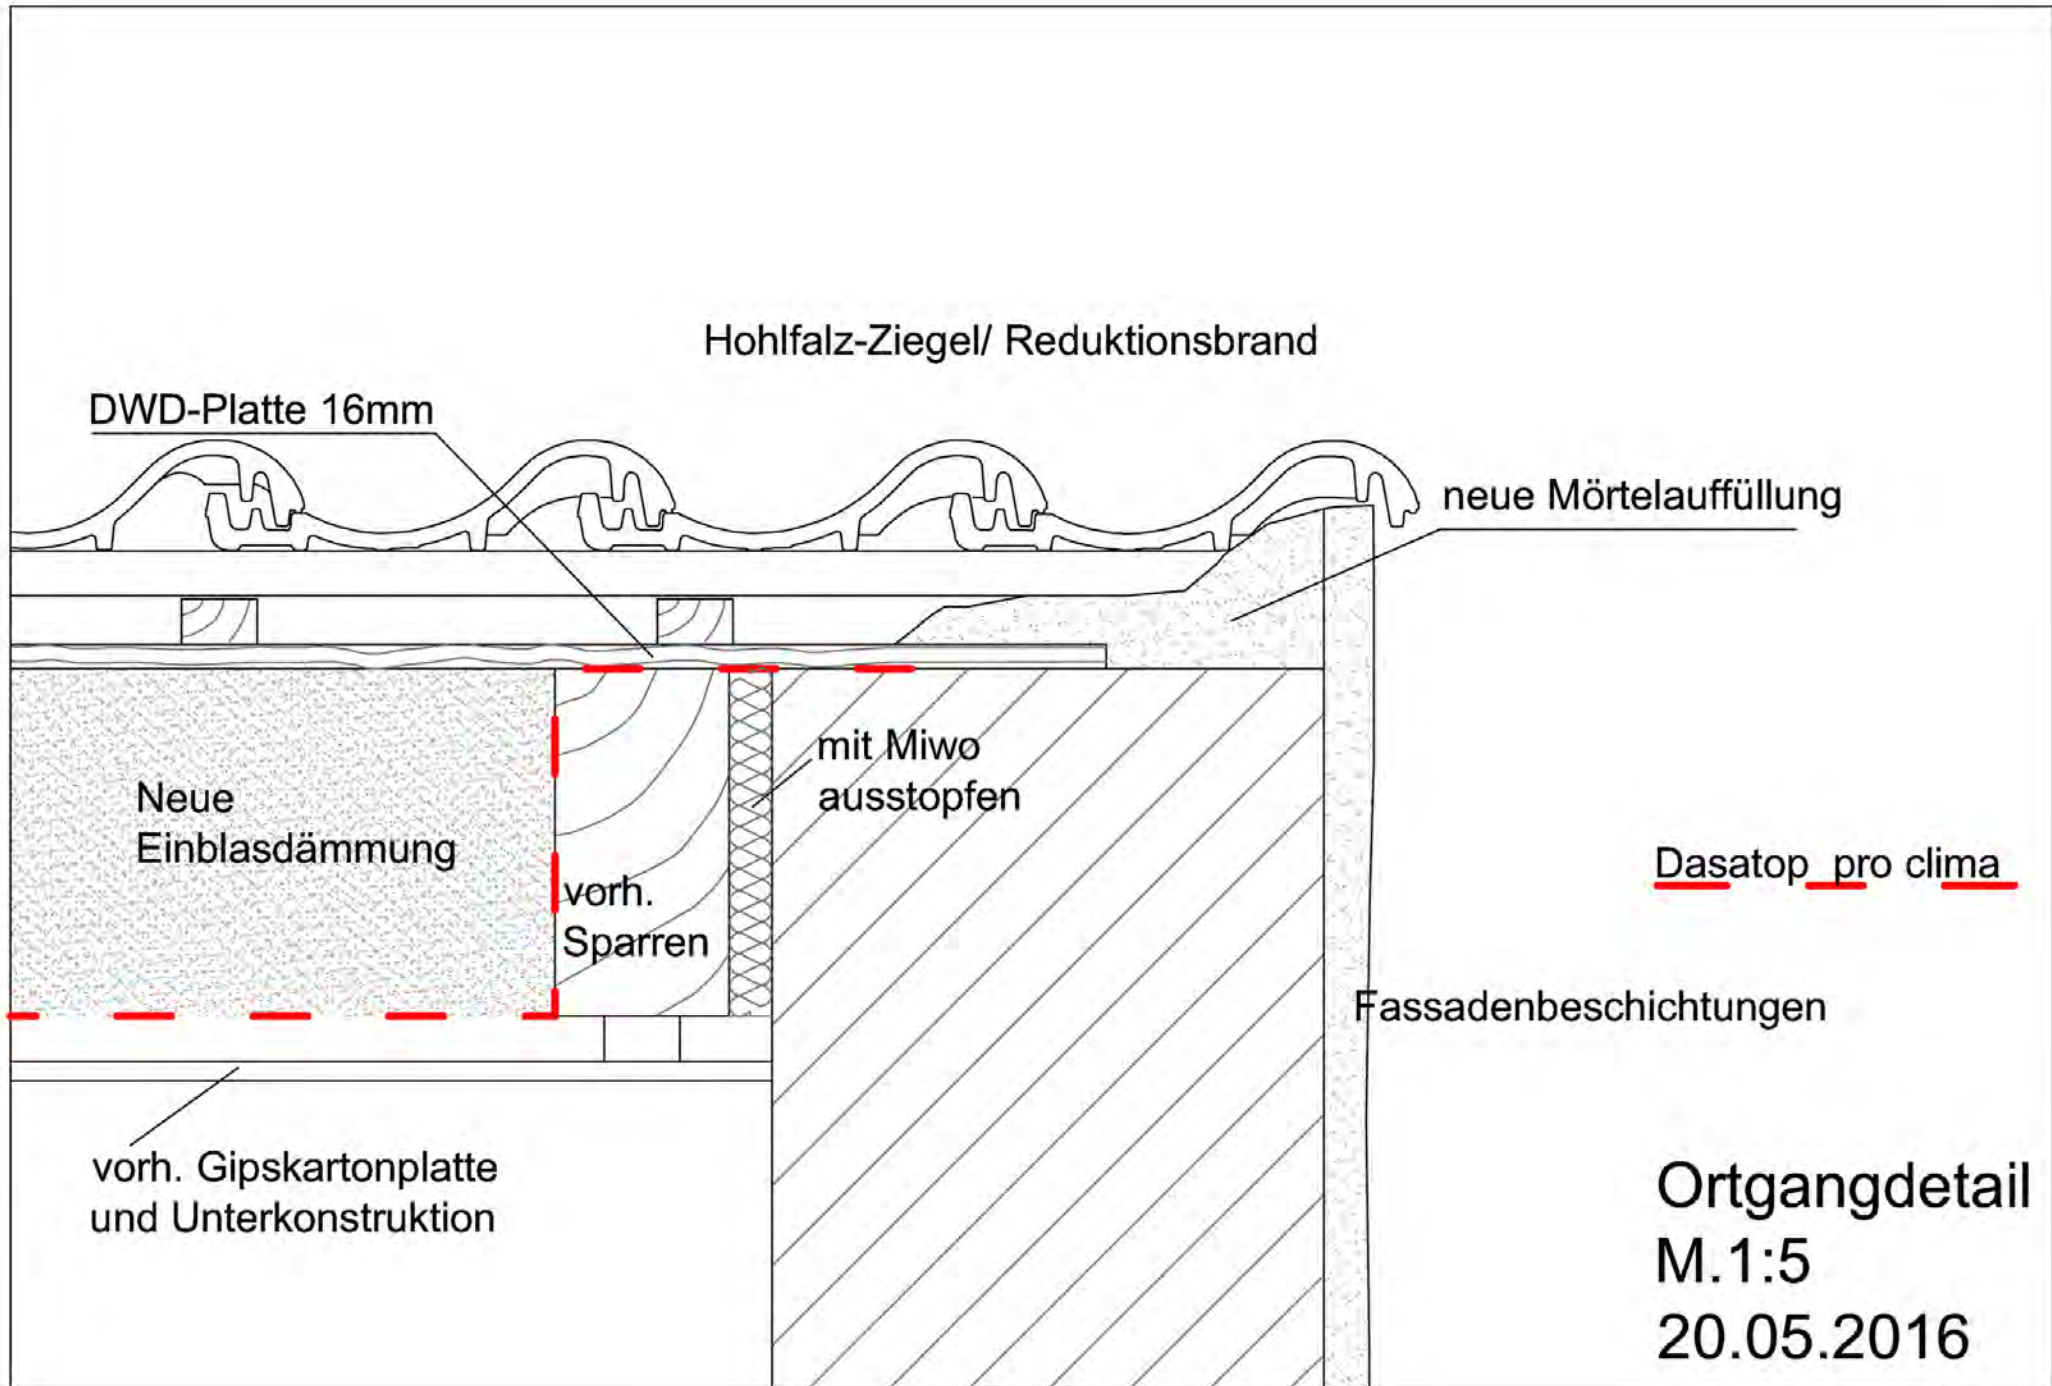 Hohlfalz-Ziegel/ Reduktionsbrand
DWD-Platte 16mm
neue Mörtelauffüllung
mit Miwo
ausstopfen
Neue
Einblasdämmung
vorh.
Sparren
Dasatop pro clima
Fassadenbeschichtungen
vorh. Gipskartonplatte
und Unterkonstruktion
Ortgangdetail
M.1:5
20.05.2016